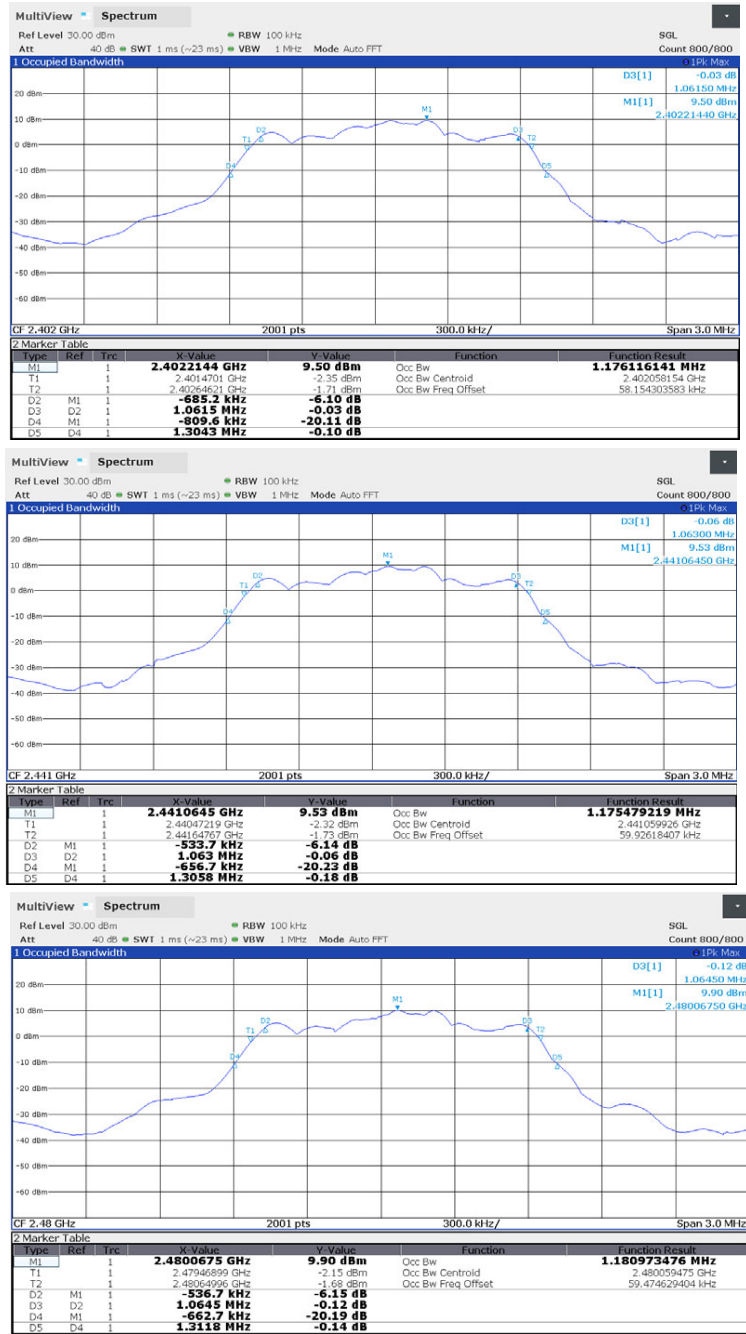 MultiView Spectrum
Ref Level 30.00 dBm RBW 100 kHz SGL
Att 40 dB SWT 1 ms (~23 ms) VBW 1 MHz Mode Auto FFT Count 800/800
1 Occupied Bandwidth 1Pk Max
D3[1] -0.03 dB
1.06150 MHz
20 dBm M1[1] 9.50 dBm
2.40221440 GHz
M1
10 dBm
D2 D3
T1 T2
0 dBm
D4 D5
-10 dBm
-20 dBm
-30 dBm
-40 dBm
-50 dBm
-60 dBm
CF 2.402 GHz 2001 pts 300.0 kHz/ Span 3.0 MHz
2 Marker Table
Type Ref Trc X-Value Y-Value Function Function Result
M1 1 2.4022144 GHz 9.50 dBm Occ Bw 1.176116141 MHz
T1 1 2.4014701 GHz -2.35 dBm Occ Bw Centroid 2.402058154 GHz
T2 1 2.40264621 GHz -1.71 dBm Occ Bw Freq Offset 58.154303583 kHz
D2 M1 1 -685.2 kHz -6.10 dB
D3 D2 1 1.0615 MHz -0.03 dB
D4 M1 1 -809.6 kHz -20.11 dB
D5 D4 1 1.3043 MHz -0.10 dB
MultiView Spectrum
Ref Level 30.00 dBm RBW 100 kHz SGL
Att 40 dB SWT 1 ms (~23 ms) VBW 1 MHz Mode Auto FFT Count 800/800
1 Occupied Bandwidth 1Pk Max
D3[1] -0.06 dB
1.06300 MHz
20 dBm M1[1] 9.53 dBm
2.44106450 GHz
M1
10 dBm
D2 D3
T1 T2
0 dBm
D4 D5
-10 dBm
-20 dBm
-30 dBm
-40 dBm
-50 dBm
-60 dBm
CF 2.441 GHz 2001 pts 300.0 kHz/ Span 3.0 MHz
2 Marker Table
Type Ref Trc X-Value Y-Value Function Function Result
M1 1 2.4410645 GHz 9.53 dBm Occ Bw 1.175479219 MHz
T1 1 2.44047219 GHz -2.32 dBm Occ Bw Centroid 2.441059926 GHz
T2 1 2.44164767 GHz -1.73 dBm Occ Bw Freq Offset 59.92618407 kHz
D2 M1 1 -533.7 kHz -6.14 dB
D3 D2 1 1.063 MHz -0.06 dB
D4 M1 1 -656.7 kHz -20.23 dB
D5 D4 1 1.3058 MHz -0.18 dB
MultiView Spectrum
Ref Level 30.00 dBm RBW 100 kHz SGL
Att 40 dB SWT 1 ms (~23 ms) VBW 1 MHz Mode Auto FFT Count 800/800
1 Occupied Bandwidth 1Pk Max
D3[1] -0.12 dB
1.06450 MHz
20 dBm M1[1] 9.90 dBm
2.48006750 GHz
M1
10 dBm
D2 D3
T1 T2
0 dBm
D4 D5
-10 dBm
-20 dBm
-30 dBm
-40 dBm
-50 dBm
-60 dBm
CF 2.48 GHz 2001 pts 300.0 kHz/ Span 3.0 MHz
2 Marker Table
Type Ref Trc X-Value Y-Value Function Function Result
M1 1 2.4800675 GHz 9.90 dBm Occ Bw 1.180973476 MHz
T1 1 2.47946899 GHz -2.15 dBm Occ Bw Centroid 2.480059475 GHz
T2 1 2.48064996 GHz -1.68 dBm Occ Bw Freq Offset 59.474629404 kHz
D2 M1 1 -536.7 kHz -6.15 dB
D3 D2 1 1.0645 MHz -0.12 dB
D4 M1 1 -662.7 kHz -20.19 dB
D5 D4 1 1.3118 MHz -0.14 dB